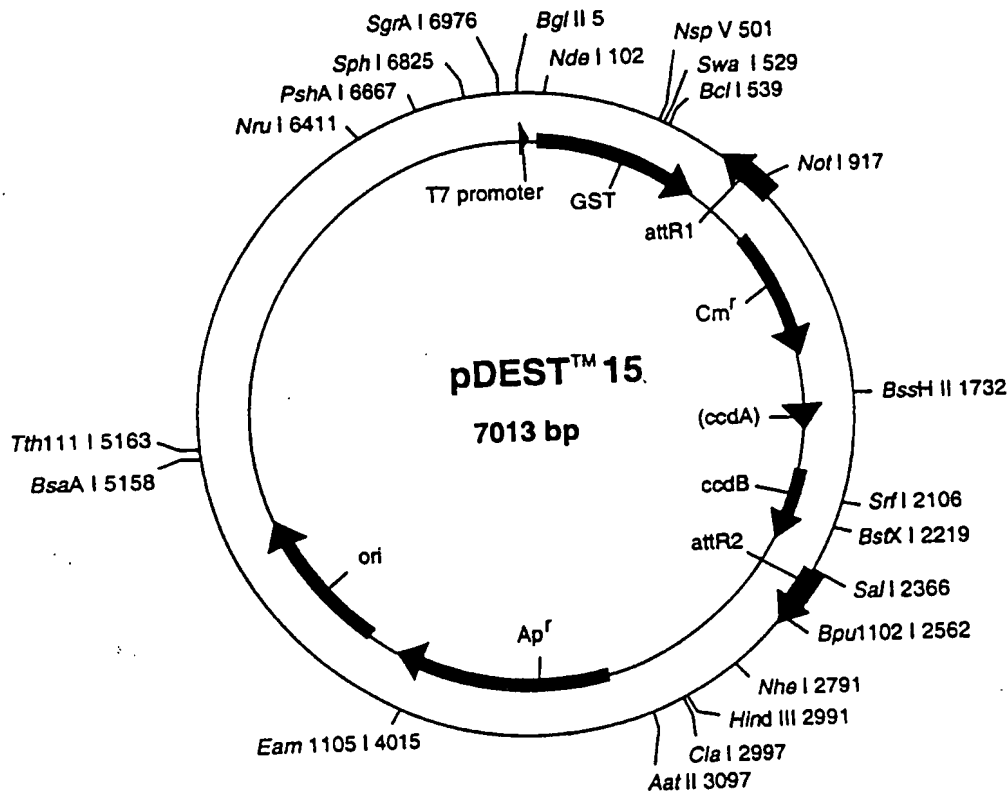 SgrA I 6976
Bgl II 5
Nsp V 501
Sph I 6825
Nde I 102
Swa I 529
PshA I 6667
Bcl I 539
Nru I 6411
Not I 917
T7 promoter
GST
attR1
Cmʳ
pDEST™ 15
7013 bp
BssH II 1732
(ccdA)
Tth111 I 5163
BsaA I 5158
ccdB
Srf I 2106
BstX I 2219
attR2
ori
Sal I 2366
Bpu1102 I 2562
Apʳ
Nhe I 2791
Hind III 2991
Eam 1105 I 4015
Cla I 2997
Aat II 3097